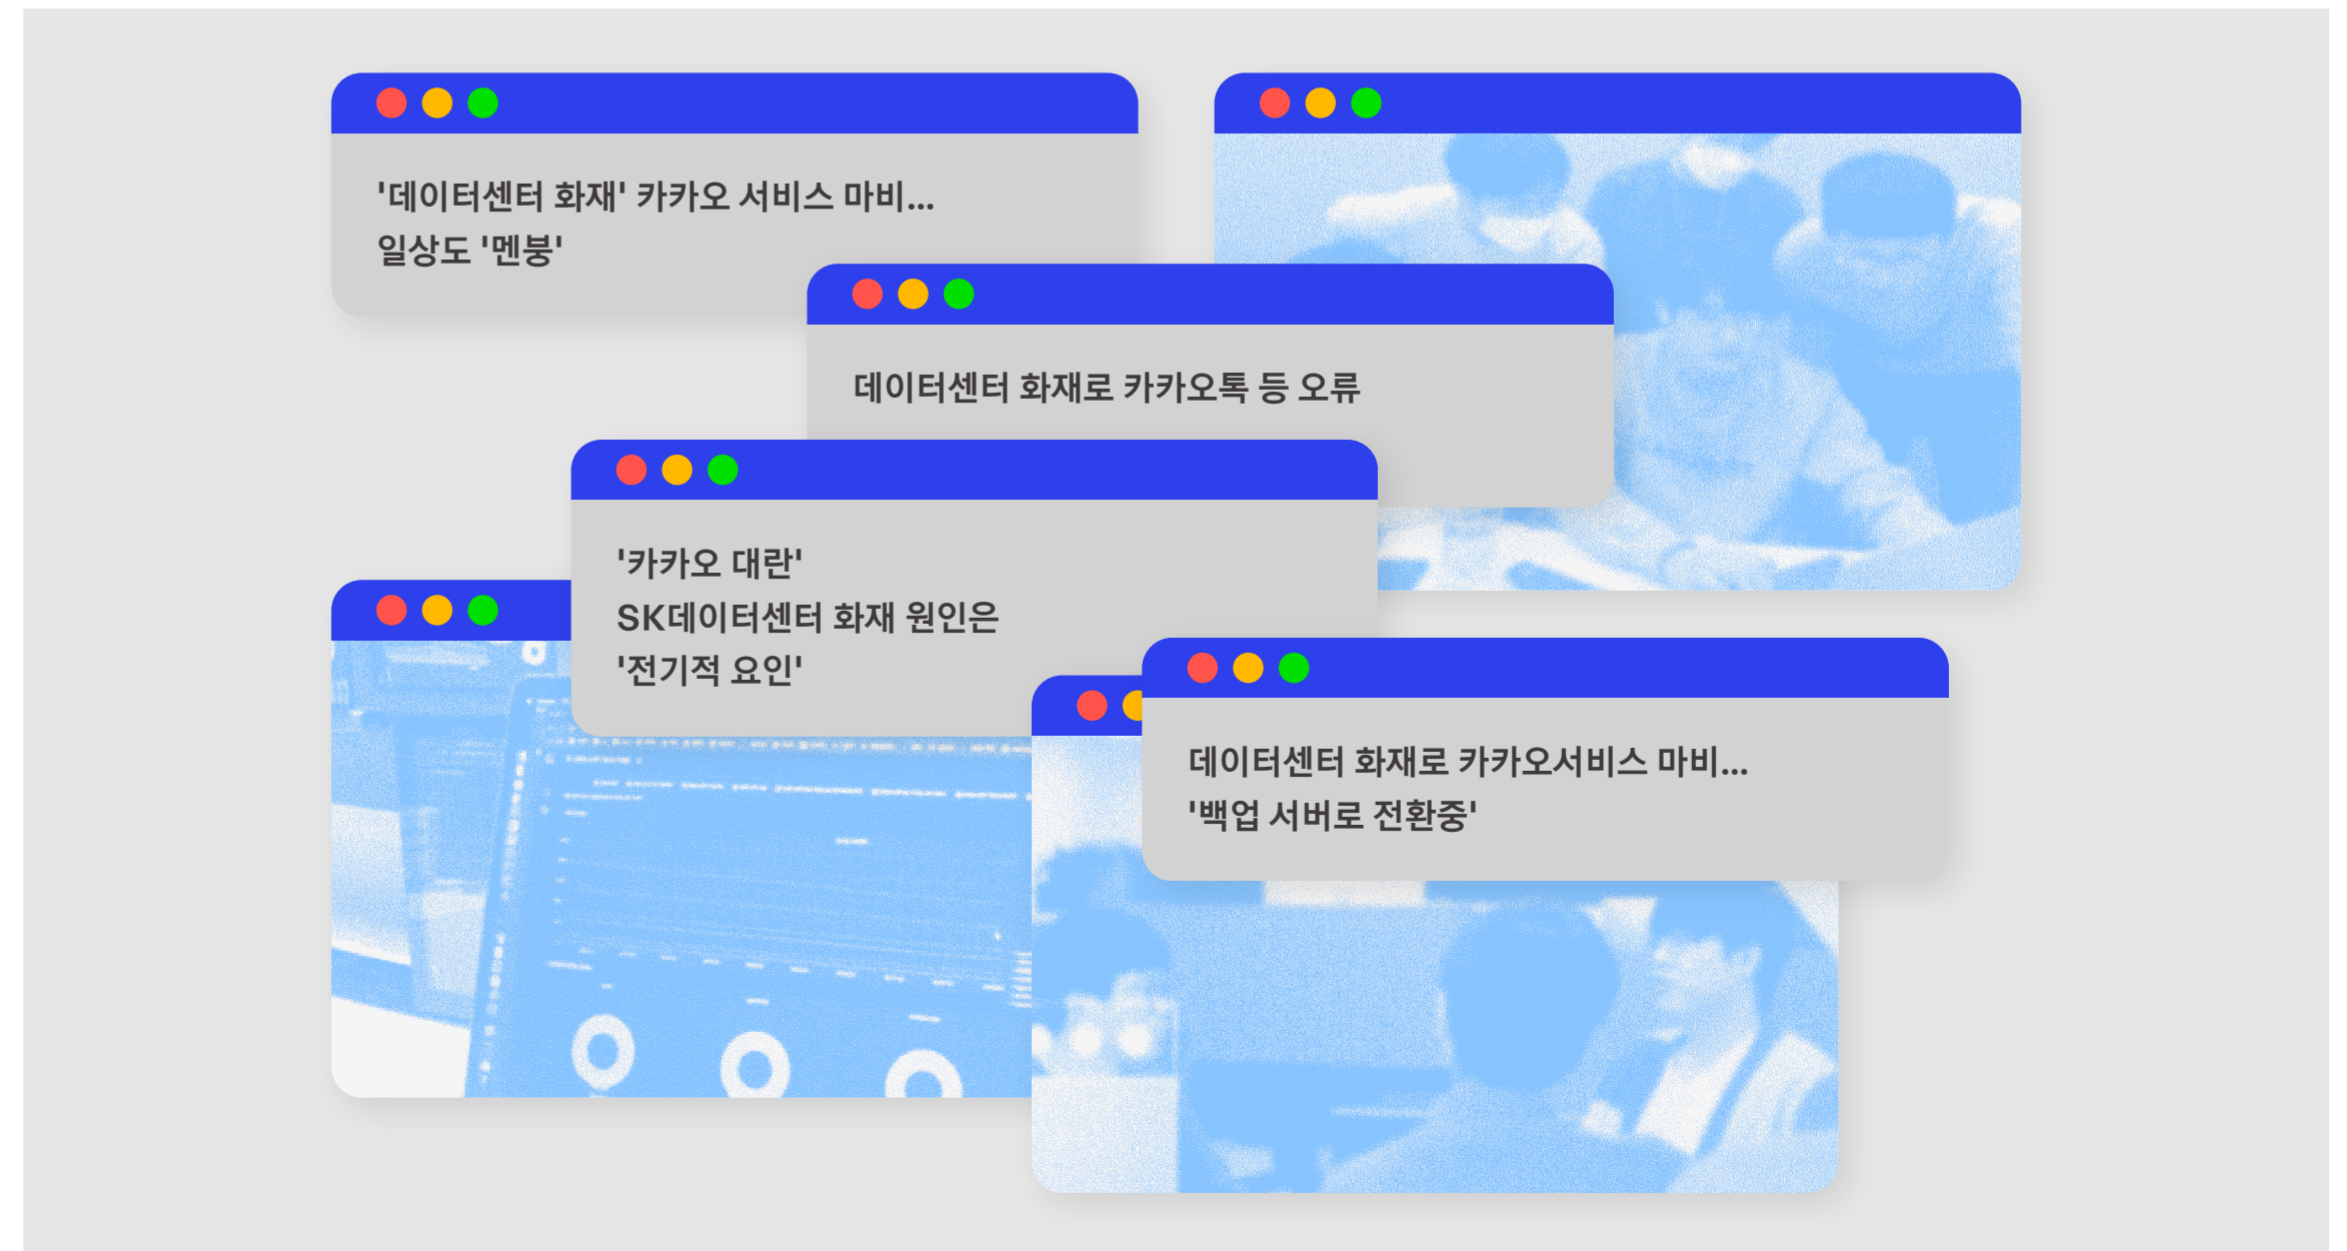 '데이터센터 화재' 카카오 서비스 마비...
일상도 '멘붕'
데이터센터 화재로 카카오톡 등 오류
'카카오 대란'
SK데이터센터 화재 원인은
'전기적 요인'
데이터센터 화재로 카카오서비스 마비...
'백업 서버로 전환중'